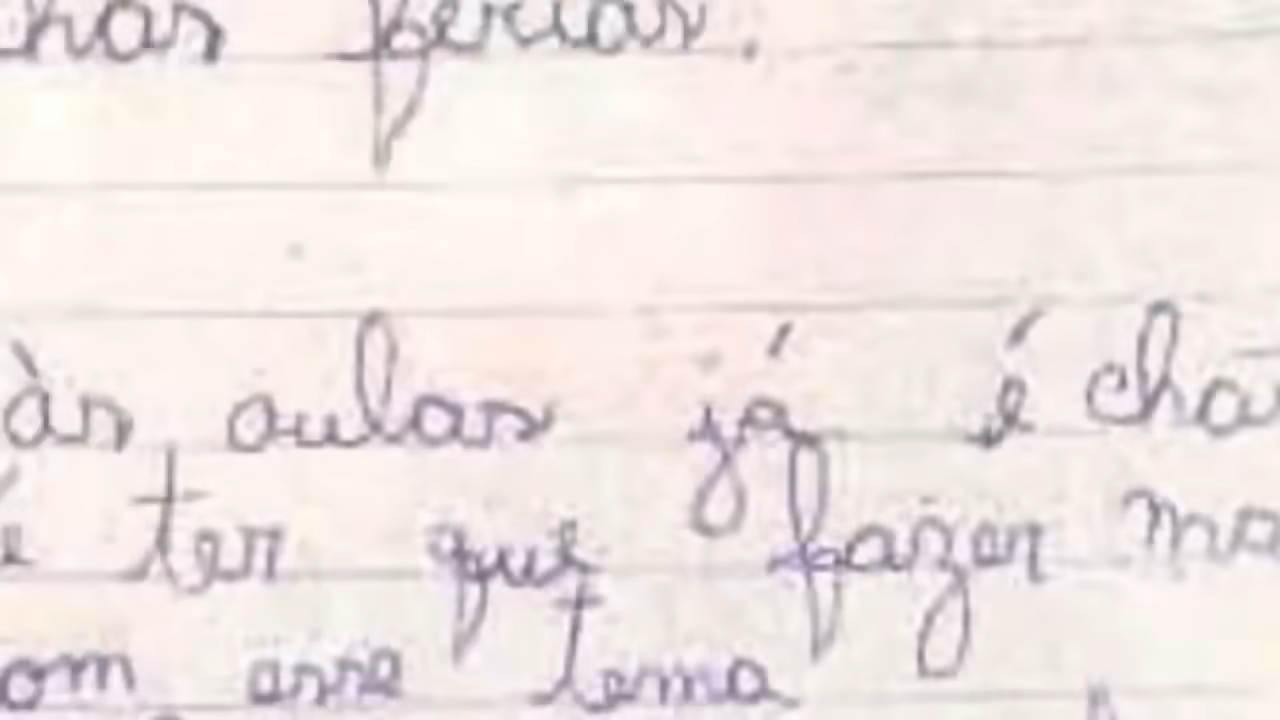 nhas férias.
às aulas já é cha
é ter que fazer ma
om esse tema